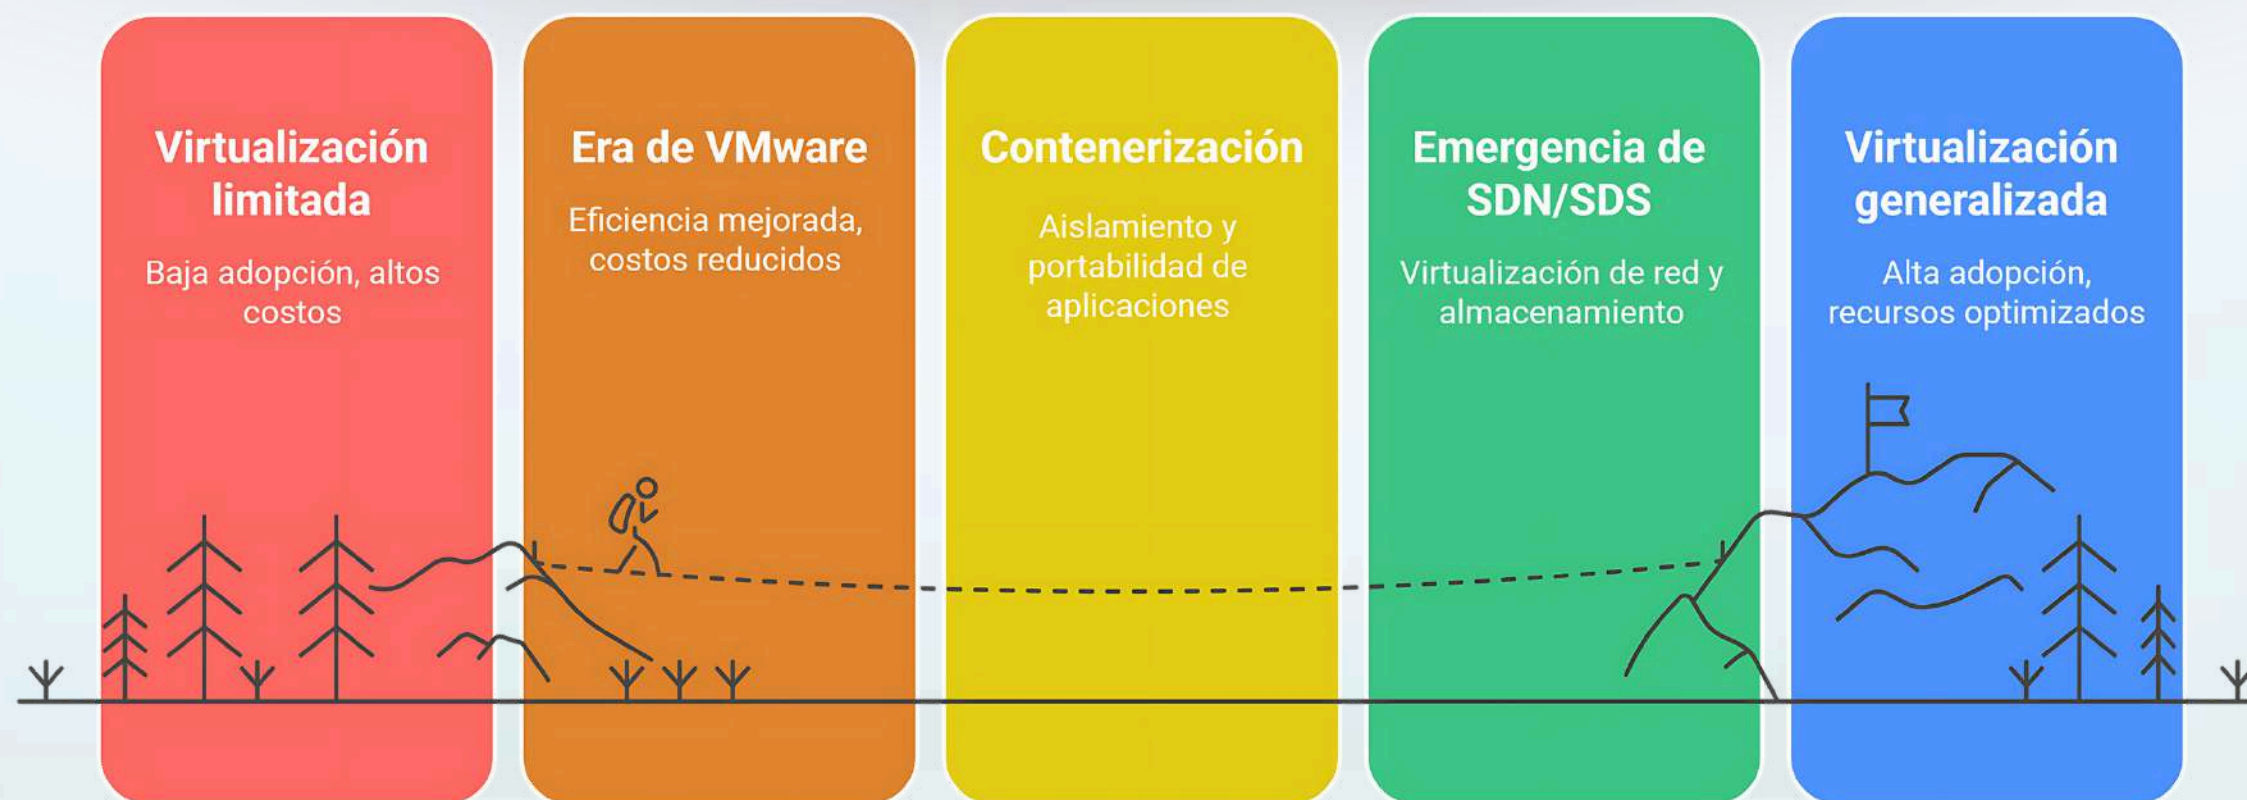 Virtualización
limitada
Baja adopción, altos
costos
Era de VMware
Eficiencia mejorada,
costos reducidos
Contenerización
Aislamiento y
portabilidad de
aplicaciones
Emergencia de
SDN/SDS
Virtualización de red y
almacenamiento
Virtualización
generalizada
Alta adopción,
recursos optimizados